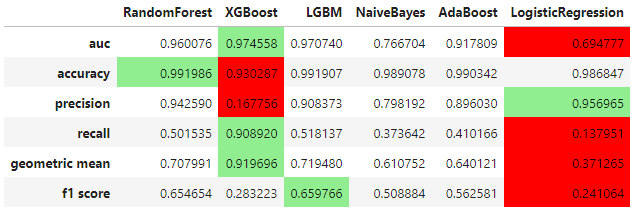 RandomForest XGBoost LGBM NaiveBayes AdaBoost LogisticRegression
auc 0.960076 0.974558 0.970740 0.766704 0.917809 0.694777
accuracy 0.991986 0.930287 0.991907 0.989078 0.990342 0.986847
precision 0.942590 0.167756 0.908373 0.798192 0.896030 0.956965
recall 0.501535 0.908920 0.518137 0.373642 0.410166 0.137951
geometric mean 0.707991 0.919696 0.719480 0.610752 0.640121 0.371265
f1 score 0.654654 0.283223 0.659766 0.508884 0.562581 0.241064